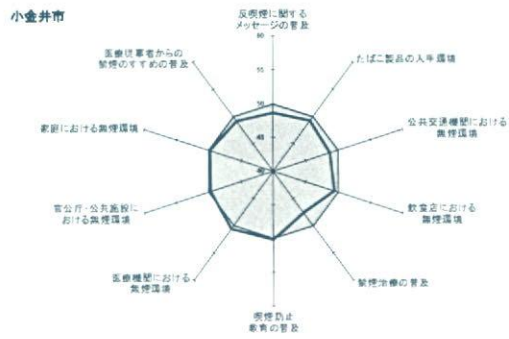 小金井市
反喫煙に関する
メッセージの普及
60
55
50
45
40
たばこ製品の入手環境
公共交通機関における
無煙環境
飲食店における
無煙環境
禁煙治療の普及
喫煙防止
教育の普及
医療機関における
無煙環境
官公庁・公共施設に
おける無煙環境
家庭における無煙環境
医療従事者からの
禁煙のすすめの普及